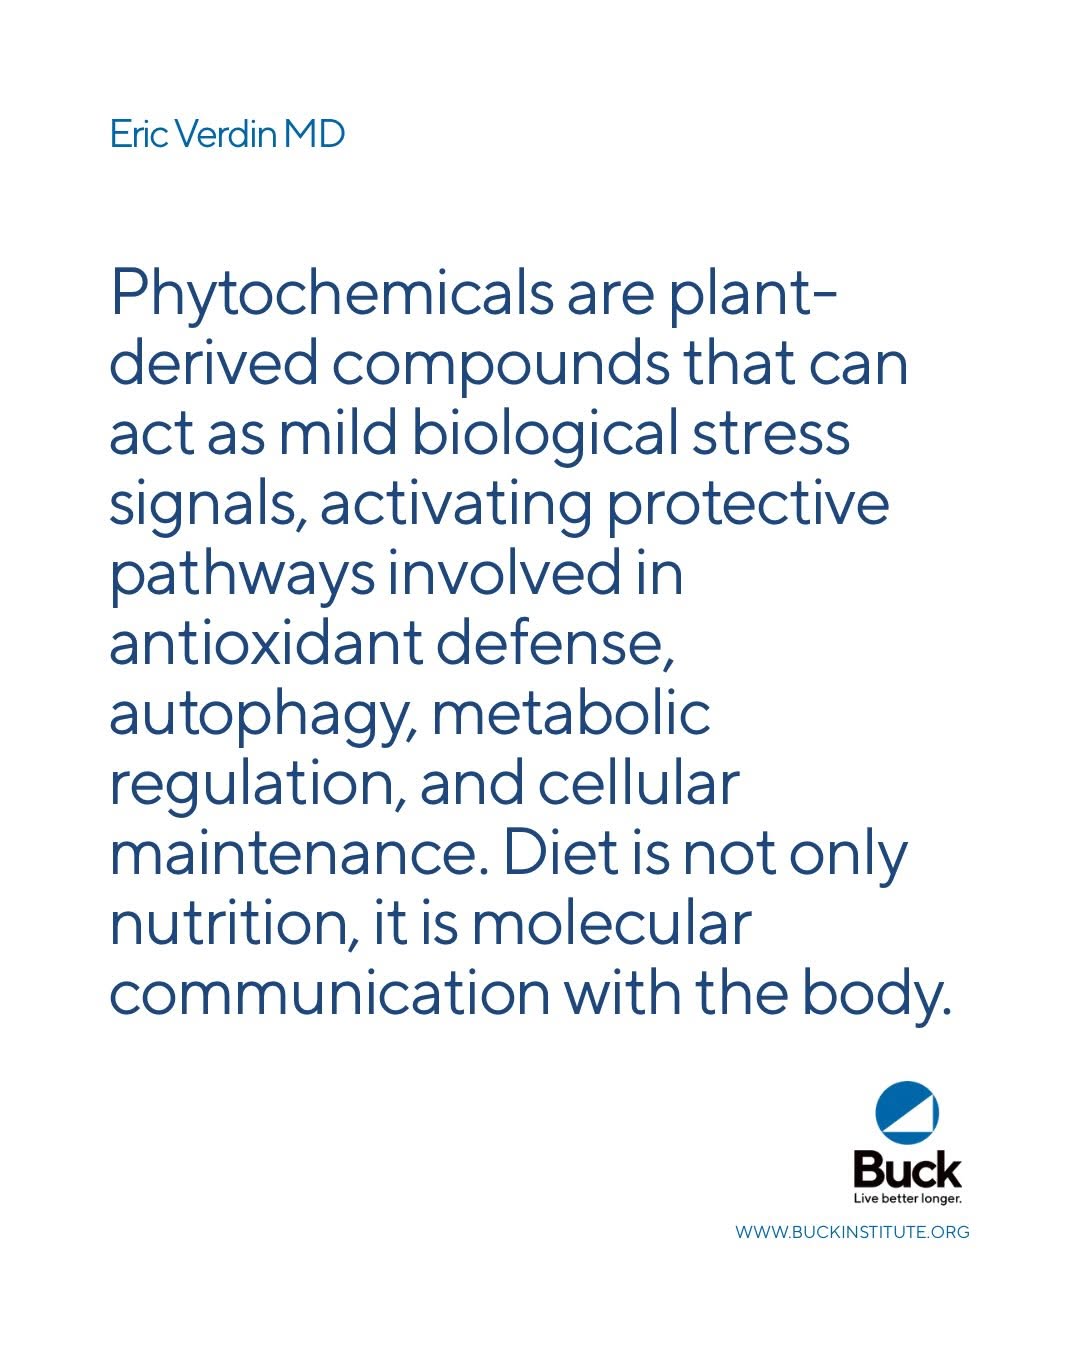 Eric Verdin MD
Phytochemicals are plant-
derived compounds that can
act as mild biological stress
signals, activating protective
pathways involved in
antioxidant defense,
autophagy, metabolic
regulation, and cellular
maintenance. Diet is not only
nutrition, it is molecular
communication with the body.
Buck
Live better longer.
WWW.BUCKINSTITUTE.ORG